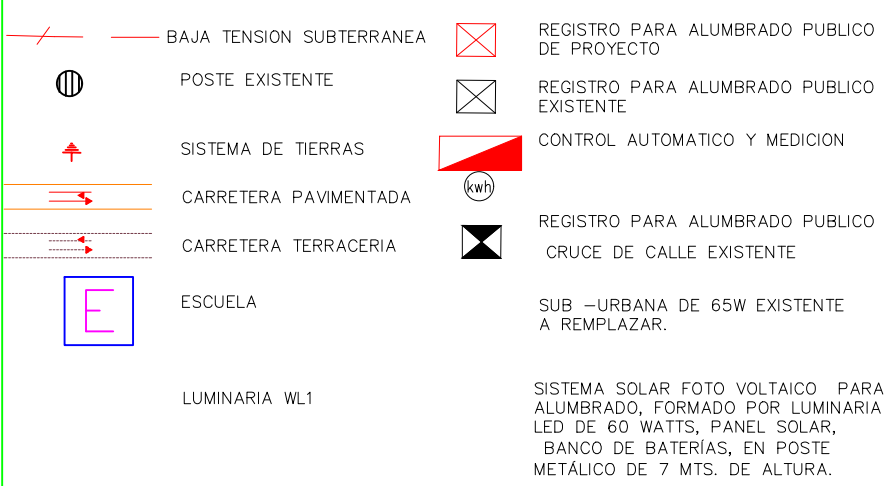 BAJA TENSION SUBTERRANEA
POSTE EXISTENTE
SISTEMA DE TIERRAS
CARRETERA PAVIMENTADA
CARRETERA TERRACERIA
E
ESCUELA
LUMINARIA WL1
REGISTRO PARA ALUMBRADO PUBLICO
DE PROYECTO
REGISTRO PARA ALUMBRADO PUBLICO
EXISTENTE
CONTROL AUTOMATICO Y MEDICION
kwh
REGISTRO PARA ALUMBRADO PUBLICO
CRUCE DE CALLE EXISTENTE
SUB -URBANA DE 65W EXISTENTE
A REMPLAZAR.
SISTEMA SOLAR FOTO VOLTAICO PARA
ALUMBRADO, FORMADO POR LUMINARIA
LED DE 60 WATTS, PANEL SOLAR,
BANCO DE BATERÍAS, EN POSTE
METÁLICO DE 7 MTS. DE ALTURA.